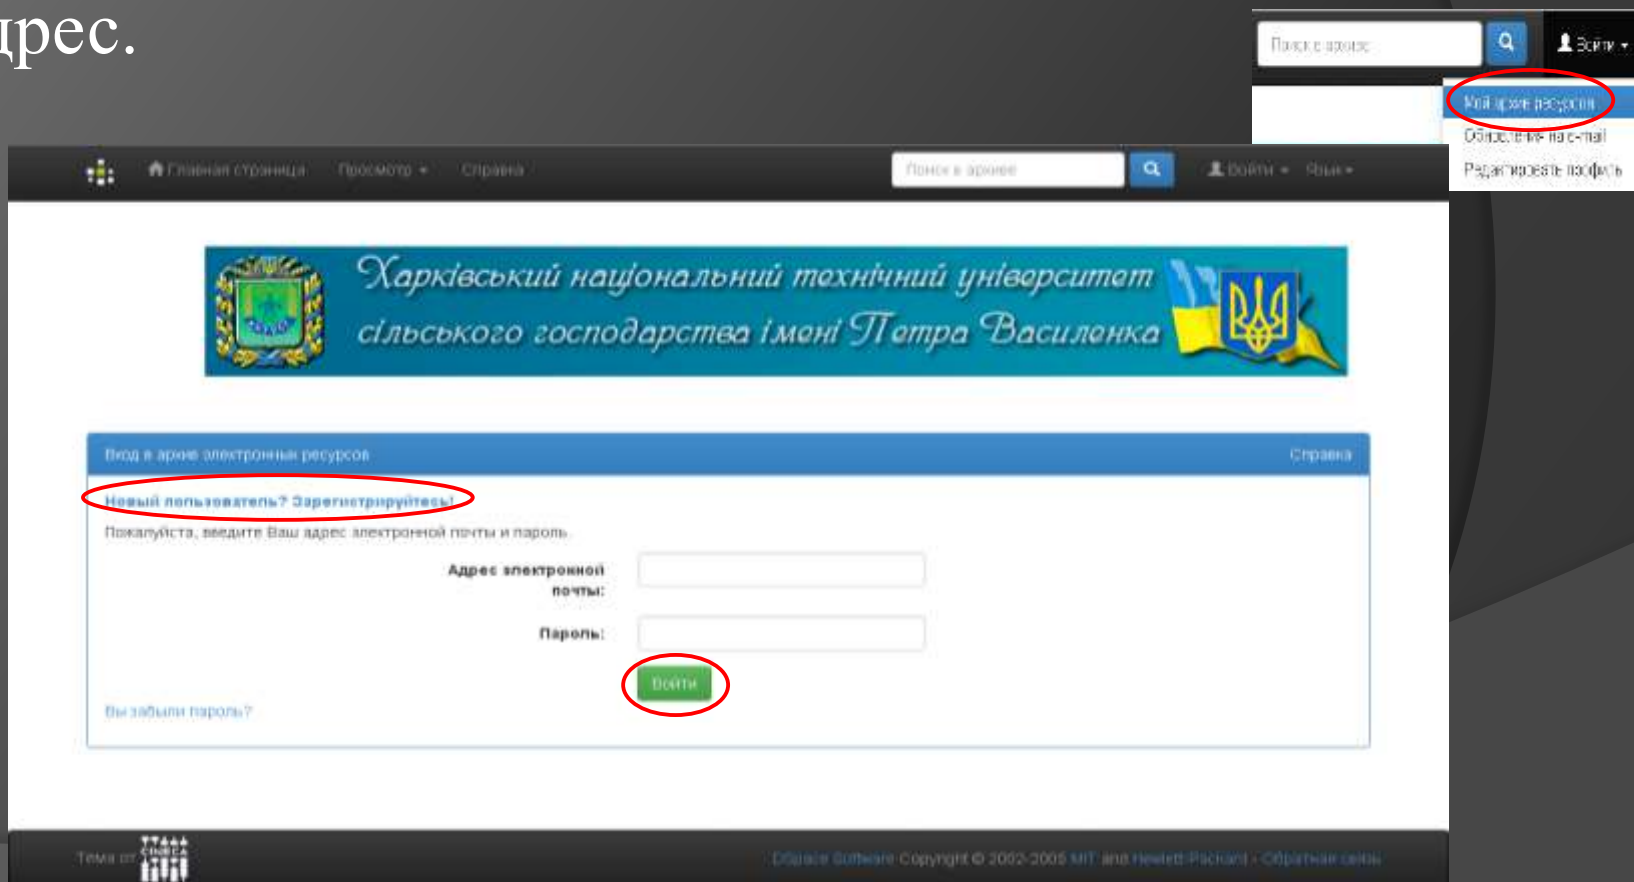 дрес.
Поиск в архиве
Войти
Мой архив ресурсов
Обновления на e-mail
Редактировать профиль
Главная страница Просмотр Справка
Поиск в архиве
Войти Язык
Харківський національний технічний університет
сільського господарства імені Петра Василенка
Вход в архив электронных ресурсов
Справка
Новый пользователь? Зарегистрируйтесь!
Пожалуйста, введите Ваш адрес электронной почты и пароль.
Адрес электронной
почты:
Пароль:
Войти
Вы забыли пароль?
Тема от CINECA
DSpace Software Copyright © 2002-2005 MIT and Hewlett-Packard - Обратная связь